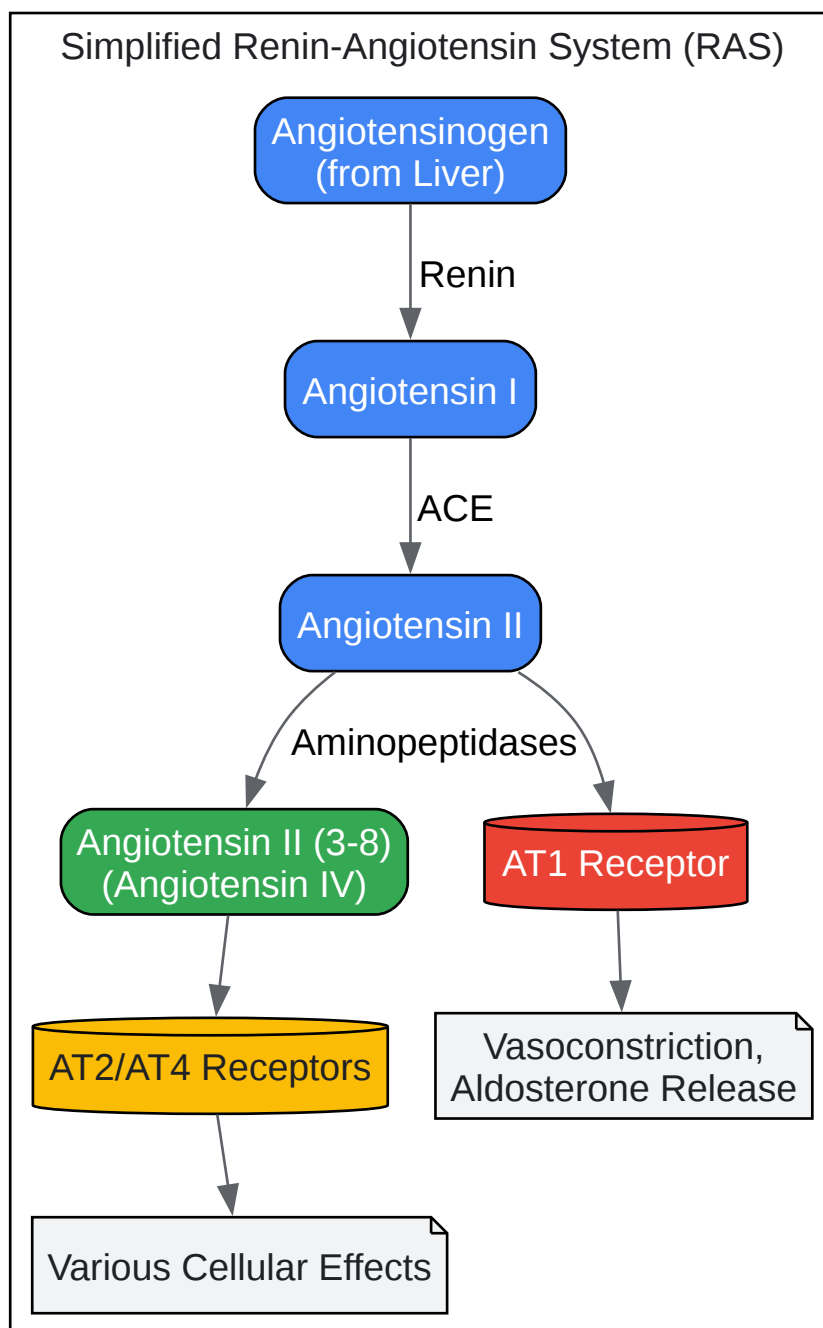 Simplified Renin-Angiotensin System (RAS)
Angiotensinogen
(from Liver)
Renin
Angiotensin I
ACE
Angiotensin II
Aminopeptidases
Angiotensin II (3-8)
(Angiotensin IV)
AT1 Receptor
AT2/AT4 Receptors
Vasoconstriction,
Aldosterone Release
Various Cellular Effects